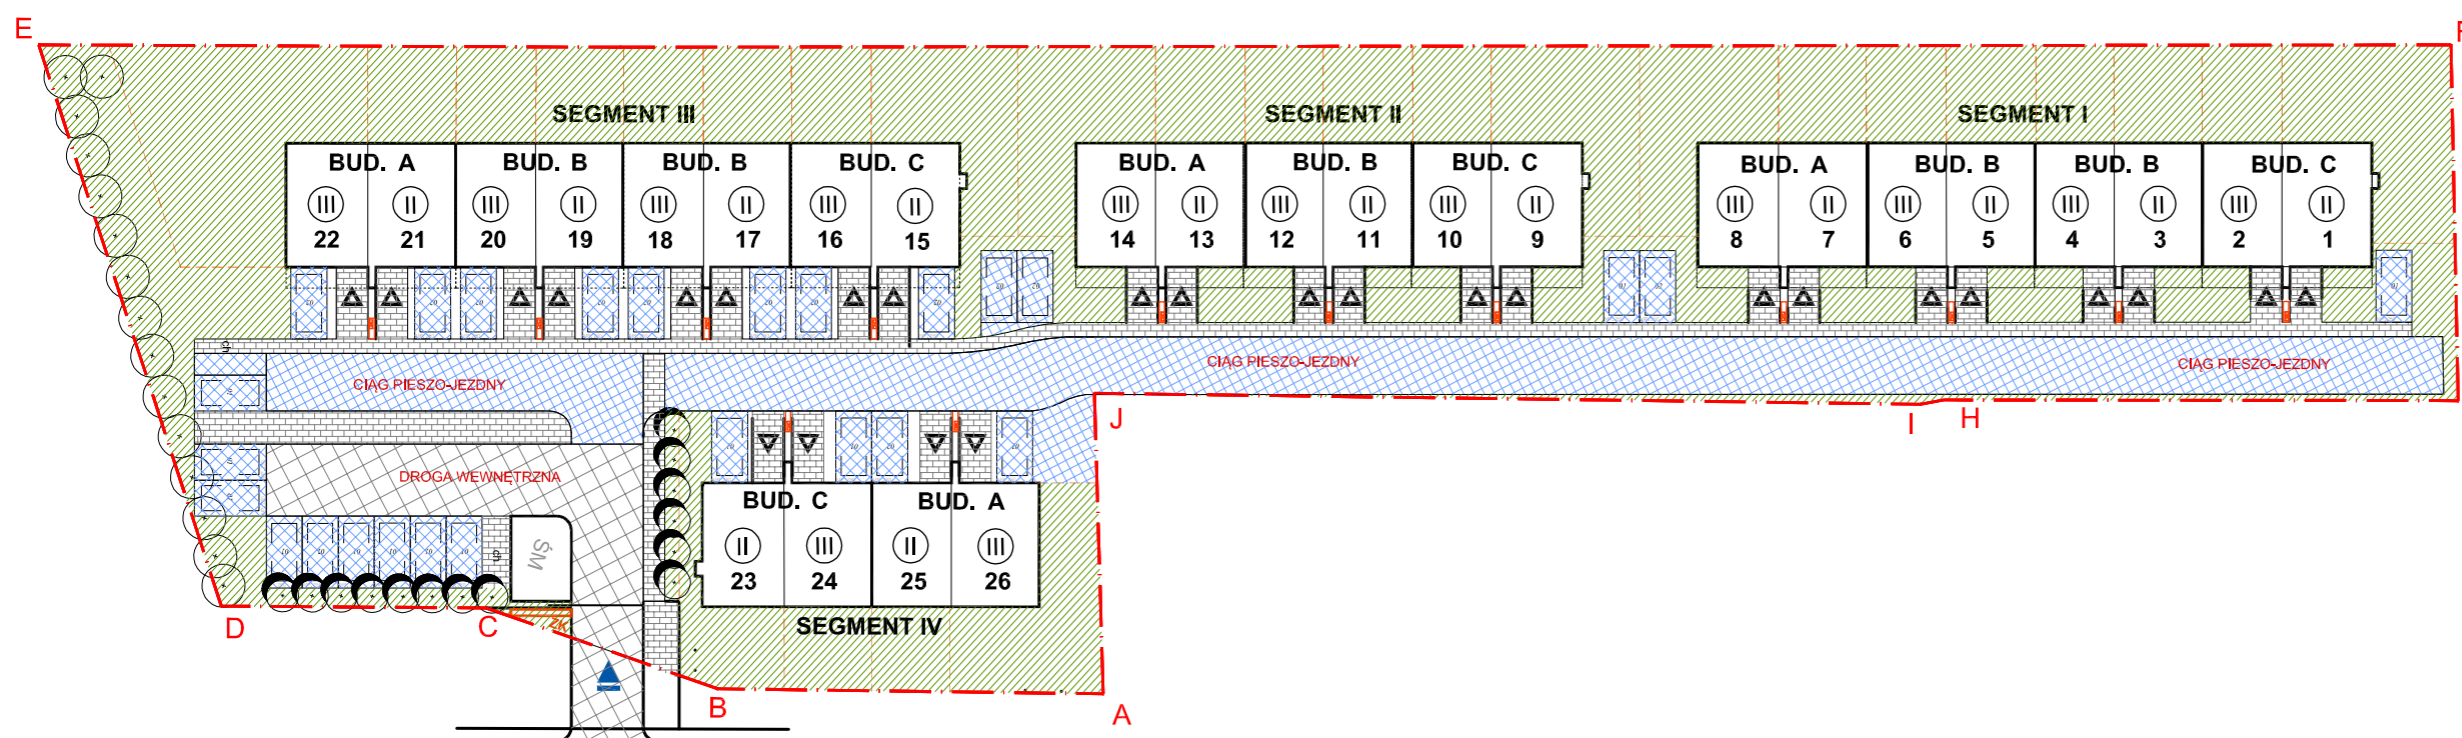 E
F
SEGMENT III
SEGMENT II
SEGMENT I
BUD. A
BUD. B
BUD. B
BUD. C
BUD. A
BUD. B
BUD. C
BUD. A
BUD. B
BUD. B
BUD. C
III II III II III II III II
III II III II III II
III II III II III II III II
22 21 20 19 18 17 16 15
14 13 12 11 10 9
8 7 6 5 4 3 2 1
ch
CIĄG PIESZO-JEZDNY
CIĄG PIESZO-JEZDNY
CIĄG PIESZO-JEZDNY
J
I
H
DROGA WEWNĘTRZNA
BUD. C
BUD. A
II III II III
23 24 25 26
ch
ŚM
SEGMENT IV
ZK
D
C
B
A